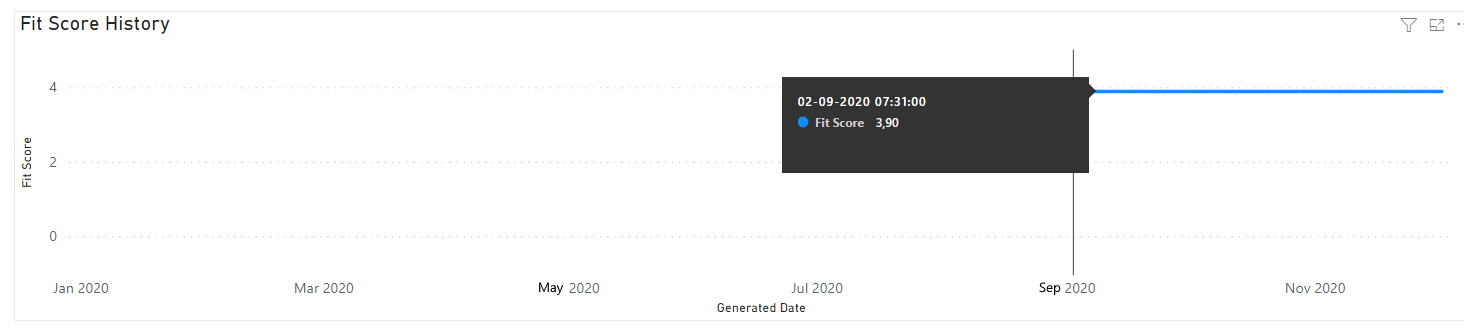 Fit Score History
4
2
0
Fit Score
02-09-2020 07:31:00
Fit Score 3,90
Jan 2020 Mar 2020 May 2020 Jul 2020 Sep 2020 Nov 2020
Generated Date